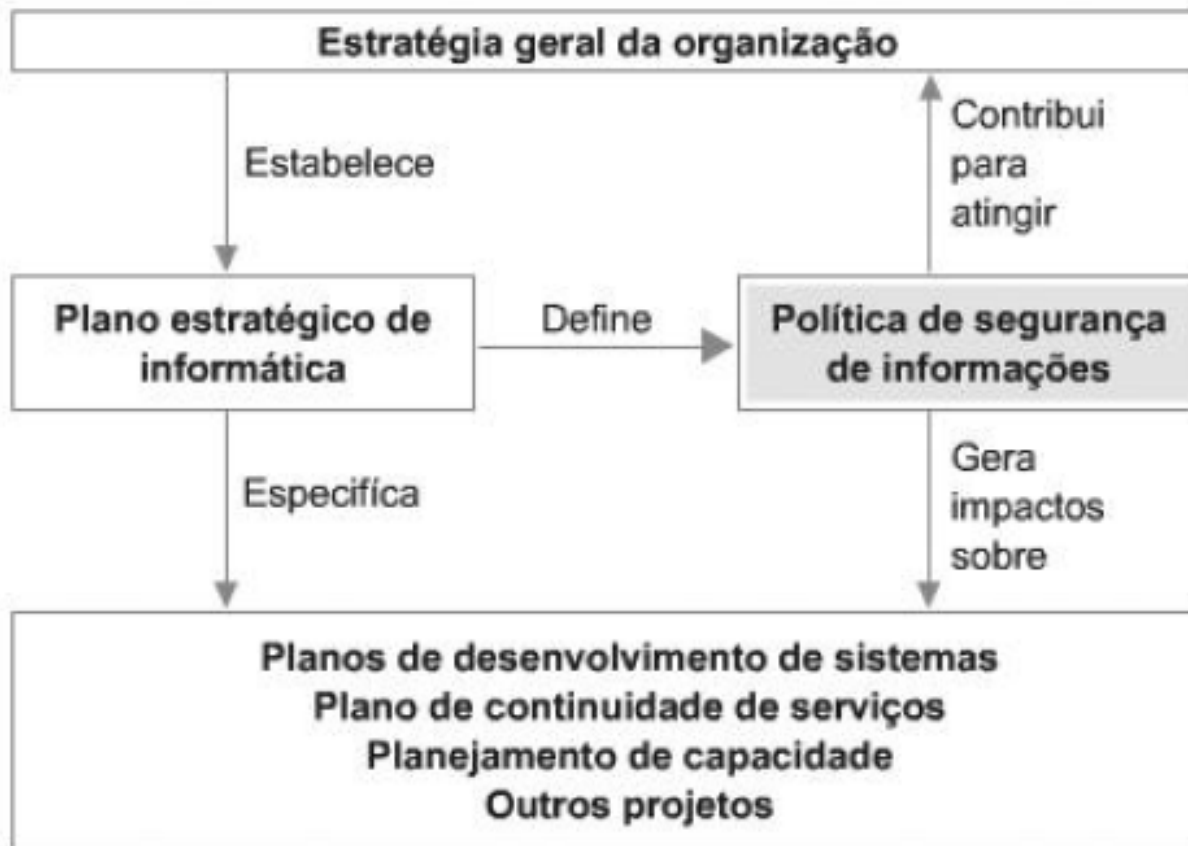 Estratégia geral da organização
Estabelece
Contribui
para
atingir
Plano estratégico de
informática
Define
Política de segurança
de informações
Especifíca
Gera
impactos
sobre
Planos de desenvolvimento de sistemas
Plano de continuidade de serviços
Planejamento de capacidade
Outros projetos